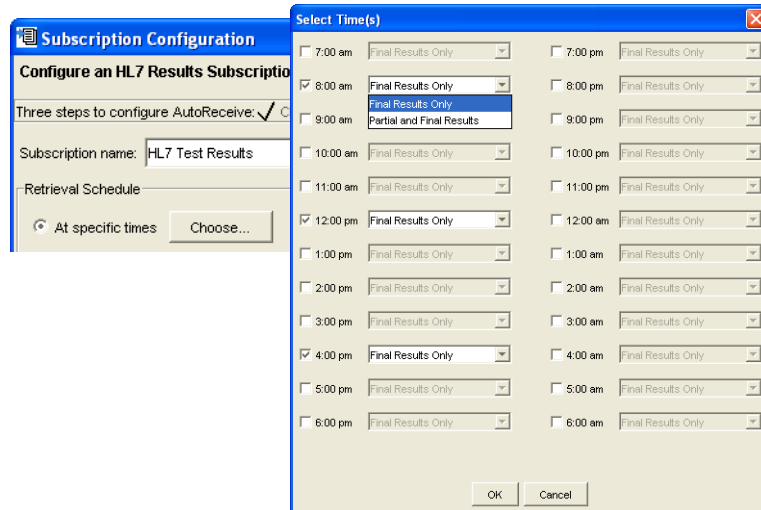 Subscription Configuration
Configure an HL7 Results Subscriptio
Three steps to configure AutoReceive: C
Subscription name: HL7 Test Results
Retrieval Schedule
At specific times Choose...
Select Time(s)
7:00 am Final Results Only 7:00 pm Final Results Only
8:00 am Final Results Only 8:00 pm Final Results Only
Final Results Only
Partial and Final Results
9:00 am 9:00 pm Final Results Only
10:00 am Final Results Only 10:00 pm Final Results Only
11:00 am Final Results Only 11:00 pm Final Results Only
12:00 pm Final Results Only 12:00 am Final Results Only
1:00 pm Final Results Only 1:00 am Final Results Only
2:00 pm Final Results Only 2:00 am Final Results Only
3:00 pm Final Results Only 3:00 am Final Results Only
4:00 pm Final Results Only 4:00 am Final Results Only
5:00 pm Final Results Only 5:00 am Final Results Only
6:00 pm Final Results Only 6:00 am Final Results Only
OK Cancel